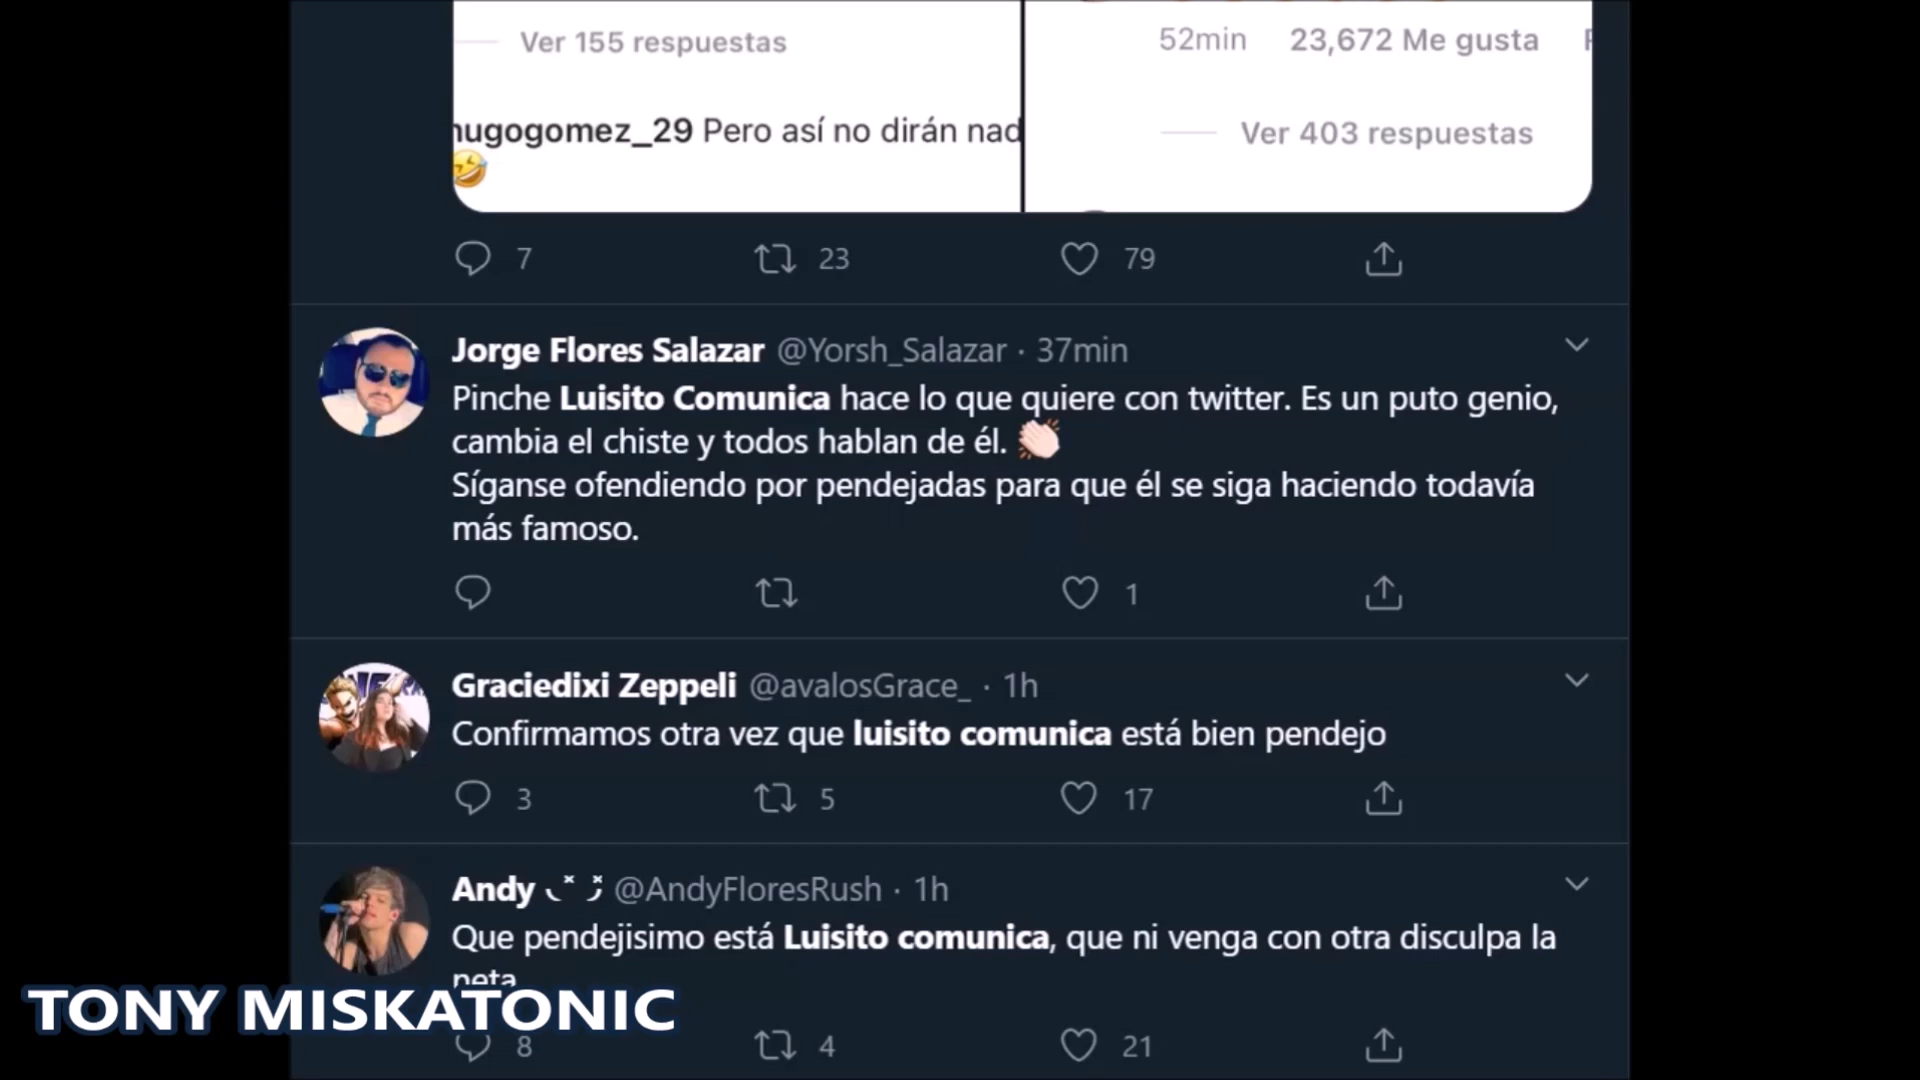 Ver 155 respuestas
52min 23,672 Me gusta
hugogomez_29 Pero así no dirán nad
Ver 403 respuestas
7 23 79
Jorge Flores Salazar @Yorsh_Salazar · 37min
Pinche Luisito Comunica hace lo que quiere con twitter. Es un puto genio,
cambia el chiste y todos hablan de él. 👏🏻
Síganse ofendiendo por pendejadas para que él se siga haciendo todavía
más famoso.
1
Graciedixi Zeppeli @avalosGrace_ · 1h
Confirmamos otra vez que luisito comunica está bien pendejo
3 5 17
Andy @AndyFloresRush · 1h
Que pendejisimo está Luisito comunica, que ni venga con otra disculpa la
neta
TONY MISKATONIC
8 4 21